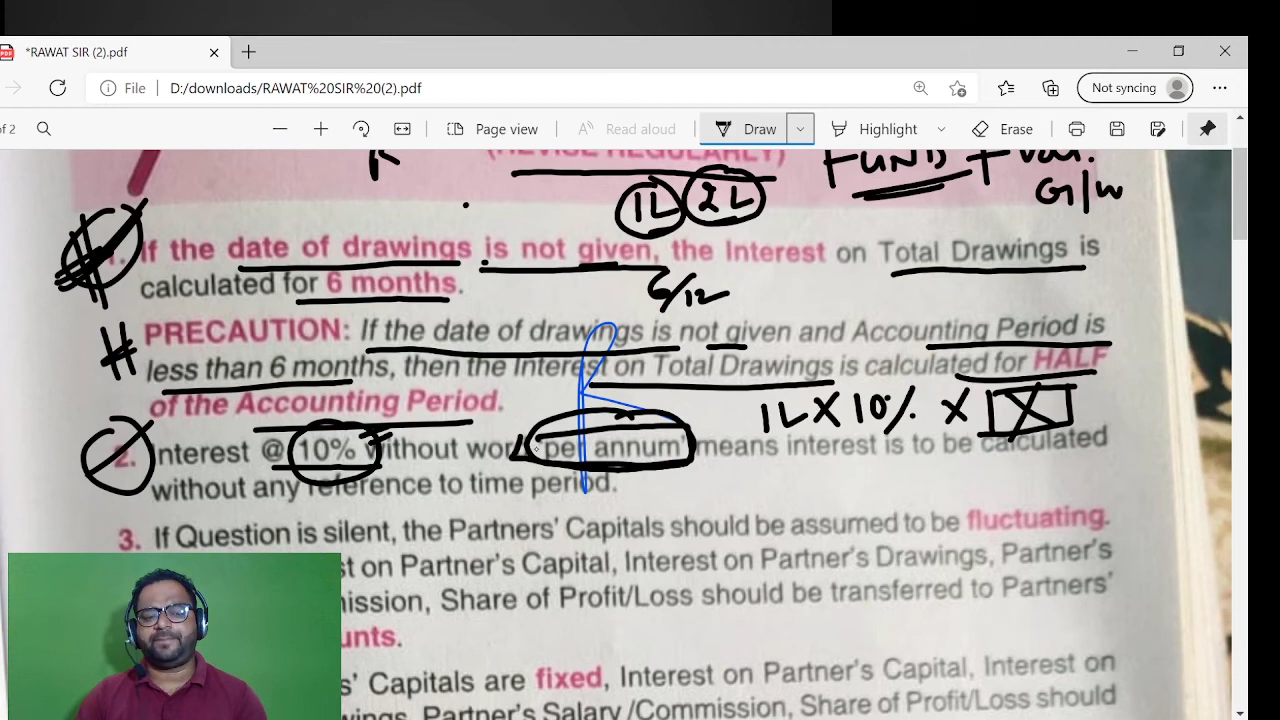 *RAWAT SIR (2).pdf
File D:/downloads/RAWAT%20SIR%20(2).pdf Not syncing
of 2 Page view Read aloud Draw Highlight Erase
(REVISE REGULARLY) FUND
1L 2L G/W
1. If the date of drawings is not given, the Interest on Total Drawings is
calculated for 6 months.
6/12
PRECAUTION: If the date of drawings is not given and Accounting Period is
less than 6 months, then the Interest on Total Drawings is calculated for HALF
of the Accounting Period.
1L X 10% X X
2. Interest @ 10% without word 'per annum' means interest is to be calculated
without any reference to time period.
3. If Question is silent, the Partners' Capitals should be assumed to be fluctuating.
st on Partner's Capital, Interest on Partner's Drawings, Partner's
mission, Share of Profit/Loss should be transferred to Partners'
unts.
s' Capitals are fixed, Interest on Partner's Capital, Interest on
wings, Partner's Salary/Commission, Share of Profit/Loss should